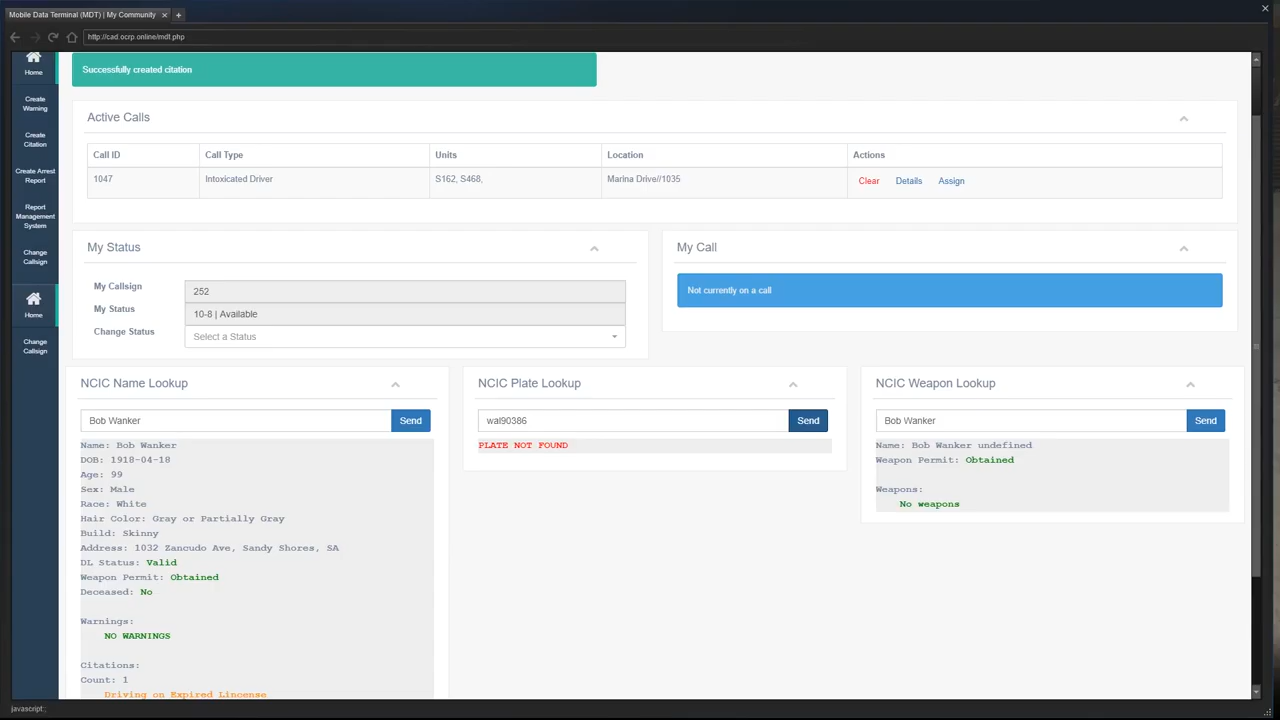 Mobile Data Terminal (MDT) | My Community
http://cad.ocrp.online/mdt.php
Home
Create Warning
Create Citation
Create Arrest Report
Report Management System
Change Callsign
Home
Change Callsign
Successfully created citation
Active Calls
Call ID Call Type Units Location Actions
1047 Intoxicated Driver S162, S468, Marina Drive//1035 Clear Details Assign
My Status
My Callsign 252
My Status 10-8 | Available
Change Status Select a Status
My Call
Not currently on a call
NCIC Name Lookup
Bob Wanker Send
Name: Bob Wanker
DOB: 1918-04-18
Age: 99
Sex: Male
Race: White
Hair Color: Gray or Partially Gray
Build: Skinny
Address: 1032 Zancudo Ave, Sandy Shores, SA
DL Status: Valid
Weapon Permit: Obtained
Deceased: No
Warnings:
NO WARNINGS
Citations:
Count: 1
Driving on Expired Lincense
NCIC Plate Lookup
wal90386 Send
PLATE NOT FOUND
NCIC Weapon Lookup
Bob Wanker Send
Name: Bob Wanker undefined
Weapon Permit: Obtained
Weapons:
No weapons
javascript:;